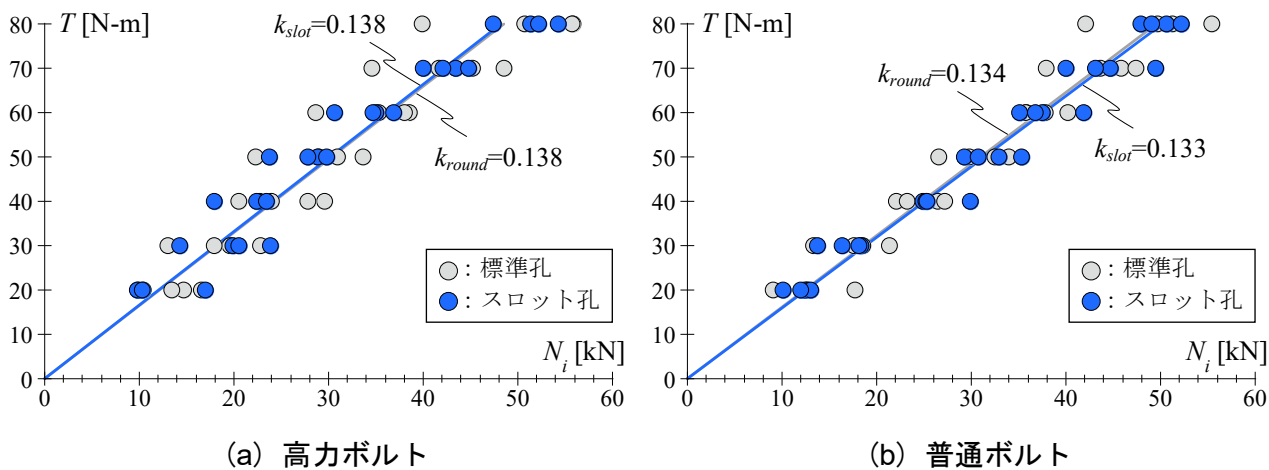 T [N-m]
80
70
60
50
40
30
20
10
0
k_slot=0.138
k_round=0.138
○：標準孔
●：スロット孔
N_i [kN]
0 10 20 30 40 50 60
(a) 高力ボルト
T [N-m]
80
70
60
50
40
30
20
10
0
k_round=0.134
k_slot=0.133
○：標準孔
●：スロット孔
N_i [kN]
0 10 20 30 40 50 60
(b) 普通ボルト